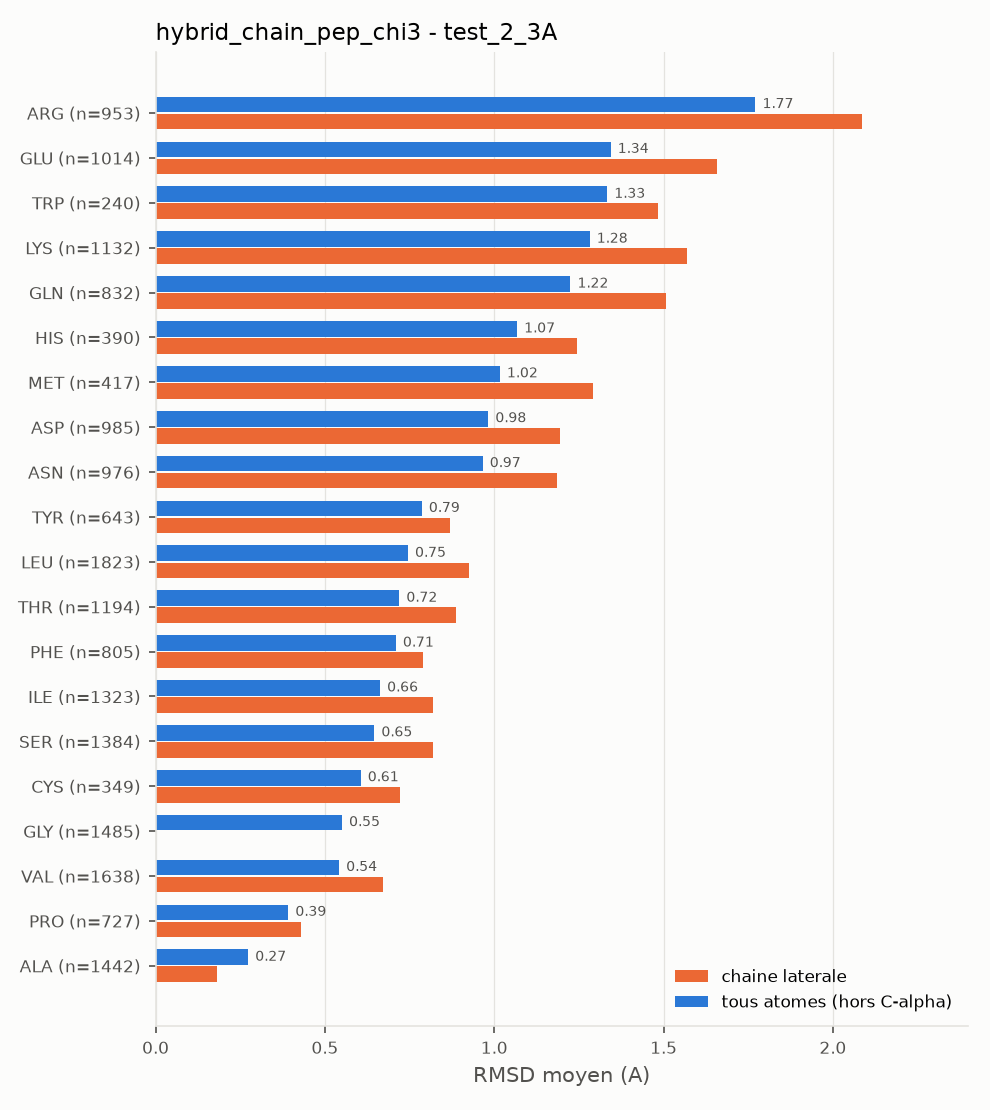 hybrid_chain_pep_chi3 - test_2_3A
ARG (n=953) 1.77
GLU (n=1014) 1.34
TRP (n=240) 1.33
LYS (n=1132) 1.28
GLN (n=832) 1.22
HIS (n=390) 1.07
MET (n=417) 1.02
ASP (n=985) 0.98
ASN (n=976) 0.97
TYR (n=643) 0.79
LEU (n=1823) 0.75
THR (n=1194) 0.72
PHE (n=805) 0.71
ILE (n=1323) 0.66
SER (n=1384) 0.65
CYS (n=349) 0.61
GLY (n=1485) 0.55
VAL (n=1638) 0.54
PRO (n=727) 0.39
ALA (n=1442) 0.27
chaine laterale
tous atomes (hors C-alpha)
0.0 0.5 1.0 1.5 2.0
RMSD moyen (A)